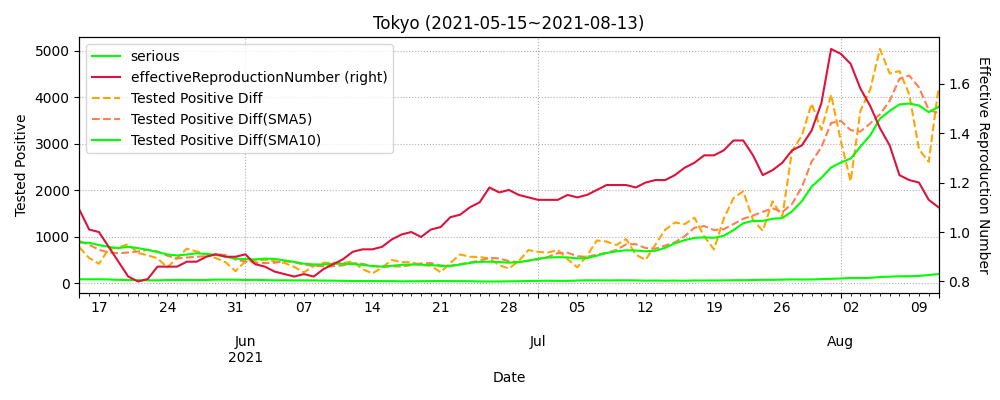 Tokyo (2021-05-15~2021-08-13)
serious
effectiveReproductionNumber (right)
Tested Positive Diff
Tested Positive Diff(SMA5)
Tested Positive Diff(SMA10)
Tested Positive
5000
4000
3000
2000
1000
0
Effective Reproduction Number
1.6
1.4
1.2
1.0
0.8
17 24 31 07 14 21 28 05 12 19 26 02 09
Jun Jul Aug
2021
Date